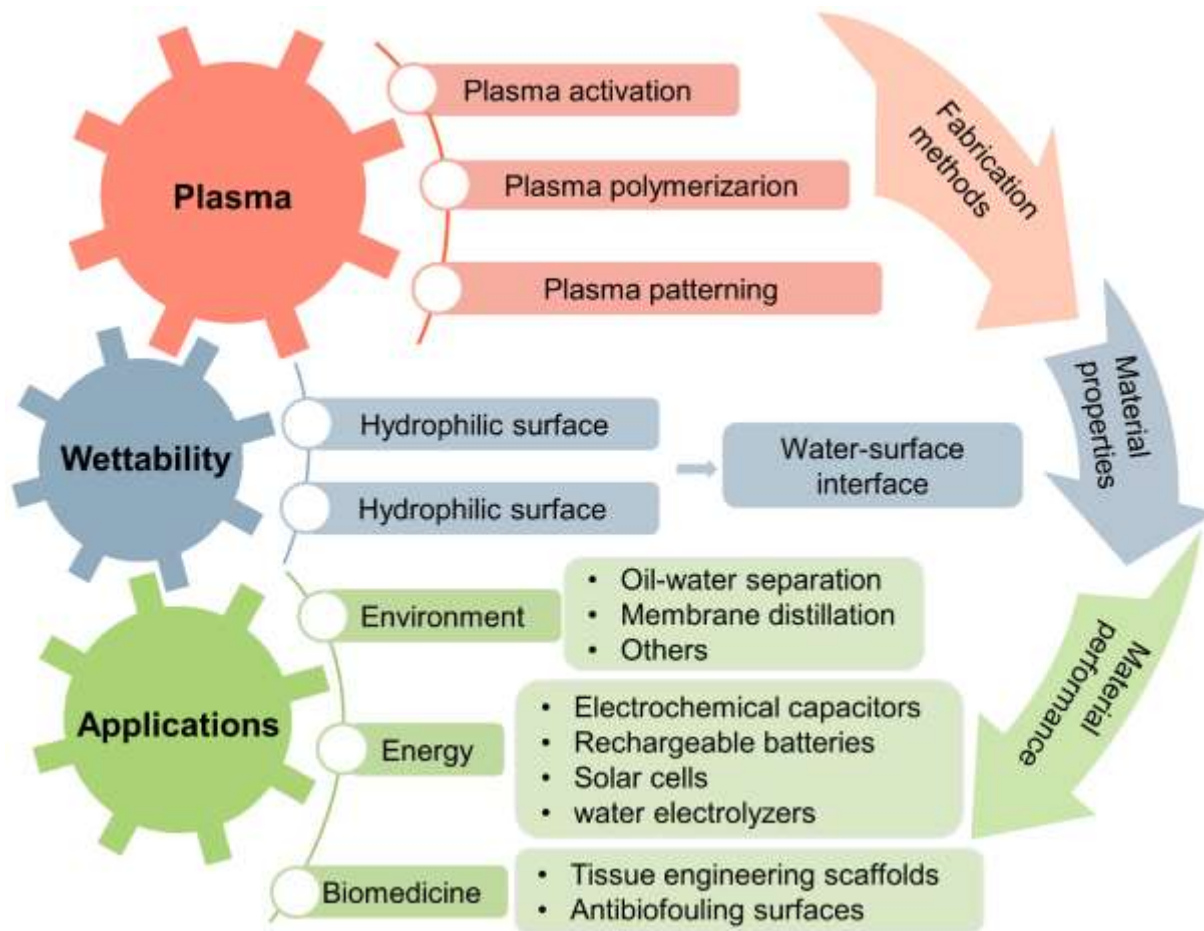 Plasma
Plasma activation
Plasma polymerizarion
Plasma patterning
Fabrication
methods
Wettability
Hydrophilic surface
Hydrophilic surface
Water-surface
interface
Material
properties
Applications
Environment
• Oil-water separation
• Membrane distillation
• Others
Energy
• Electrochemical capacitors
• Rechargeable batteries
• Solar cells
• water electrolyzers
Biomedicine
• Tissue engineering scaffolds
• Antibiofouling surfaces
Material
performance